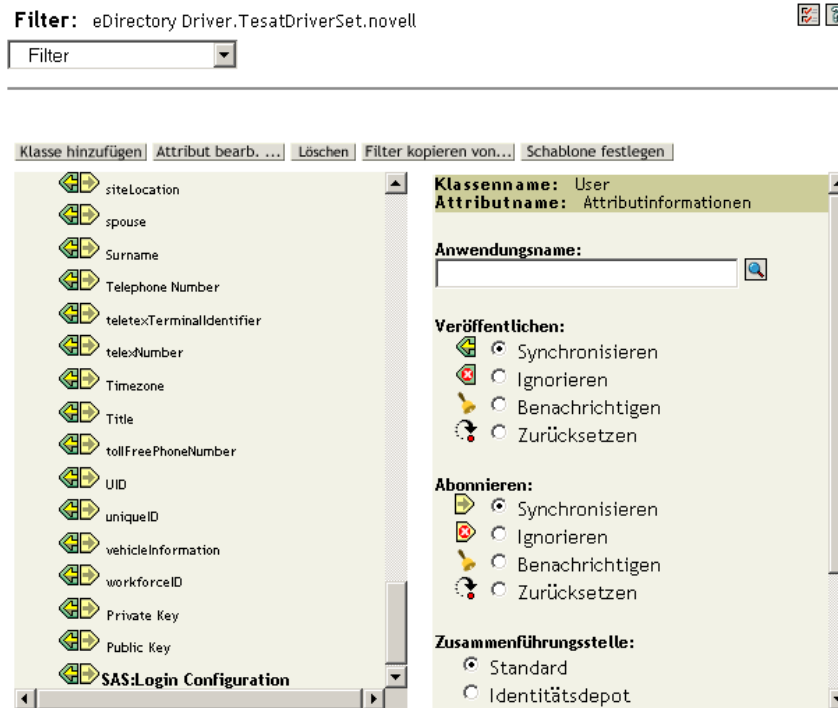 Filter: eDirectory Driver.TesatDriverSet.novell
Filter
Klasse hinzufügen Attribut bearb. ... Löschen Filter kopieren von... Schablone festlegen
siteLocation
spouse
Surname
Telephone Number
teletexTerminalIdentifier
telexNumber
Timezone
Title
tollFreePhoneNumber
UID
uniqueID
vehicleInformation
workforceID
Private Key
Public Key
SAS:Login Configuration
Klassenname: User
Attributname: Attributinformationen
Anwendungsname:
Veröffentlichen:
Synchronisieren
Ignorieren
Benachrichtigen
Zurücksetzen
Abonnieren:
Synchronisieren
Ignorieren
Benachrichtigen
Zurücksetzen
Zusammenführungsstelle:
Standard
Identitätsdepot